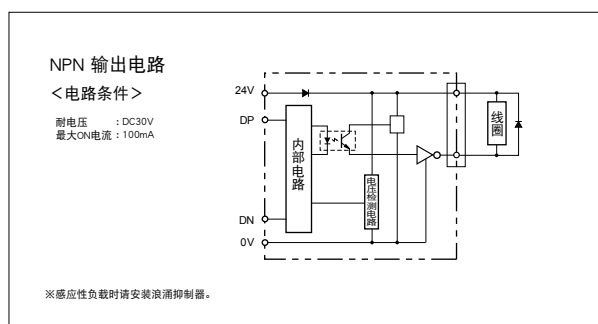 NPN 输出电路
＜电路条件＞
耐电压 ：DC30V
最大ON电流 ：100mA
24V
DP
内部电路
线圈
电压检测电路
DN
0V
※感应性负载时请安装浪涌抑制器。